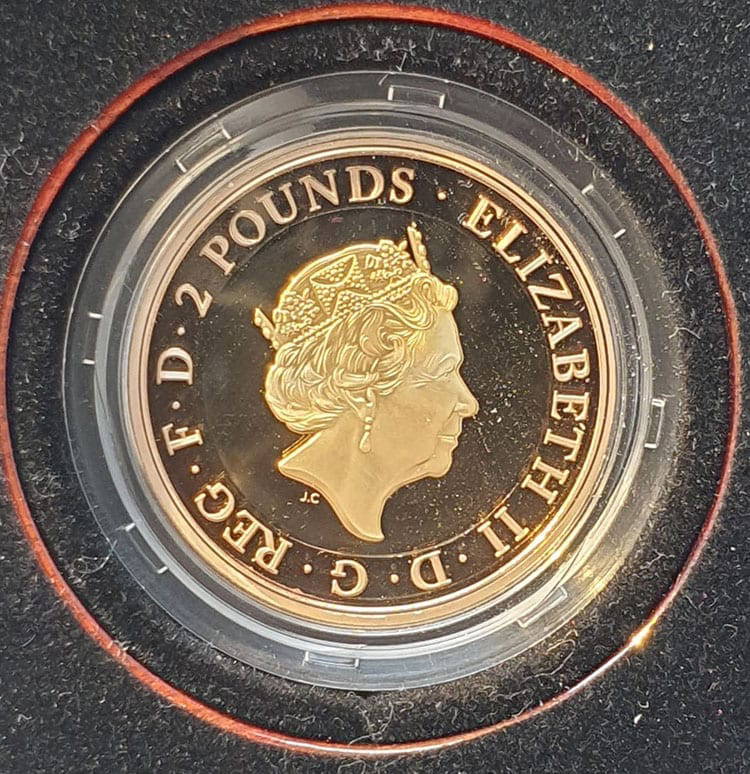 ELIZABETH II · D · G · REG · F · D · 2 POUNDS ·
J.C